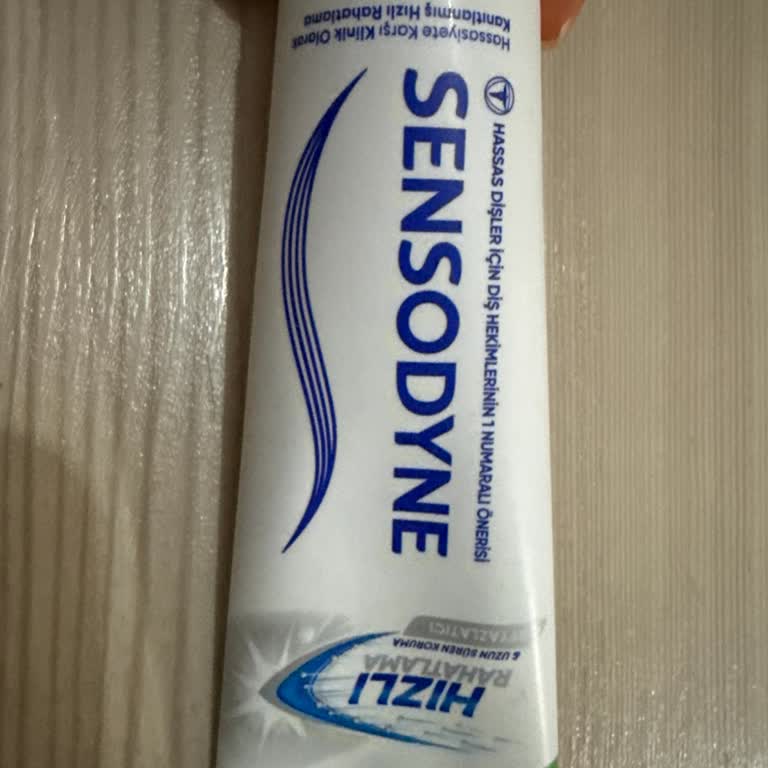 Hassasiyete Karşı Klinik Olarak
Kanıtlanmış Hızlı Rahatlama
HASSAS DİŞLER İÇİN DİŞ HEKİMLERİNİN 1 NUMARALI ÖNERİSİ
SENSODYNE
HIZLI
RAHATLAMA
& UZUN SÜREN KORUMA